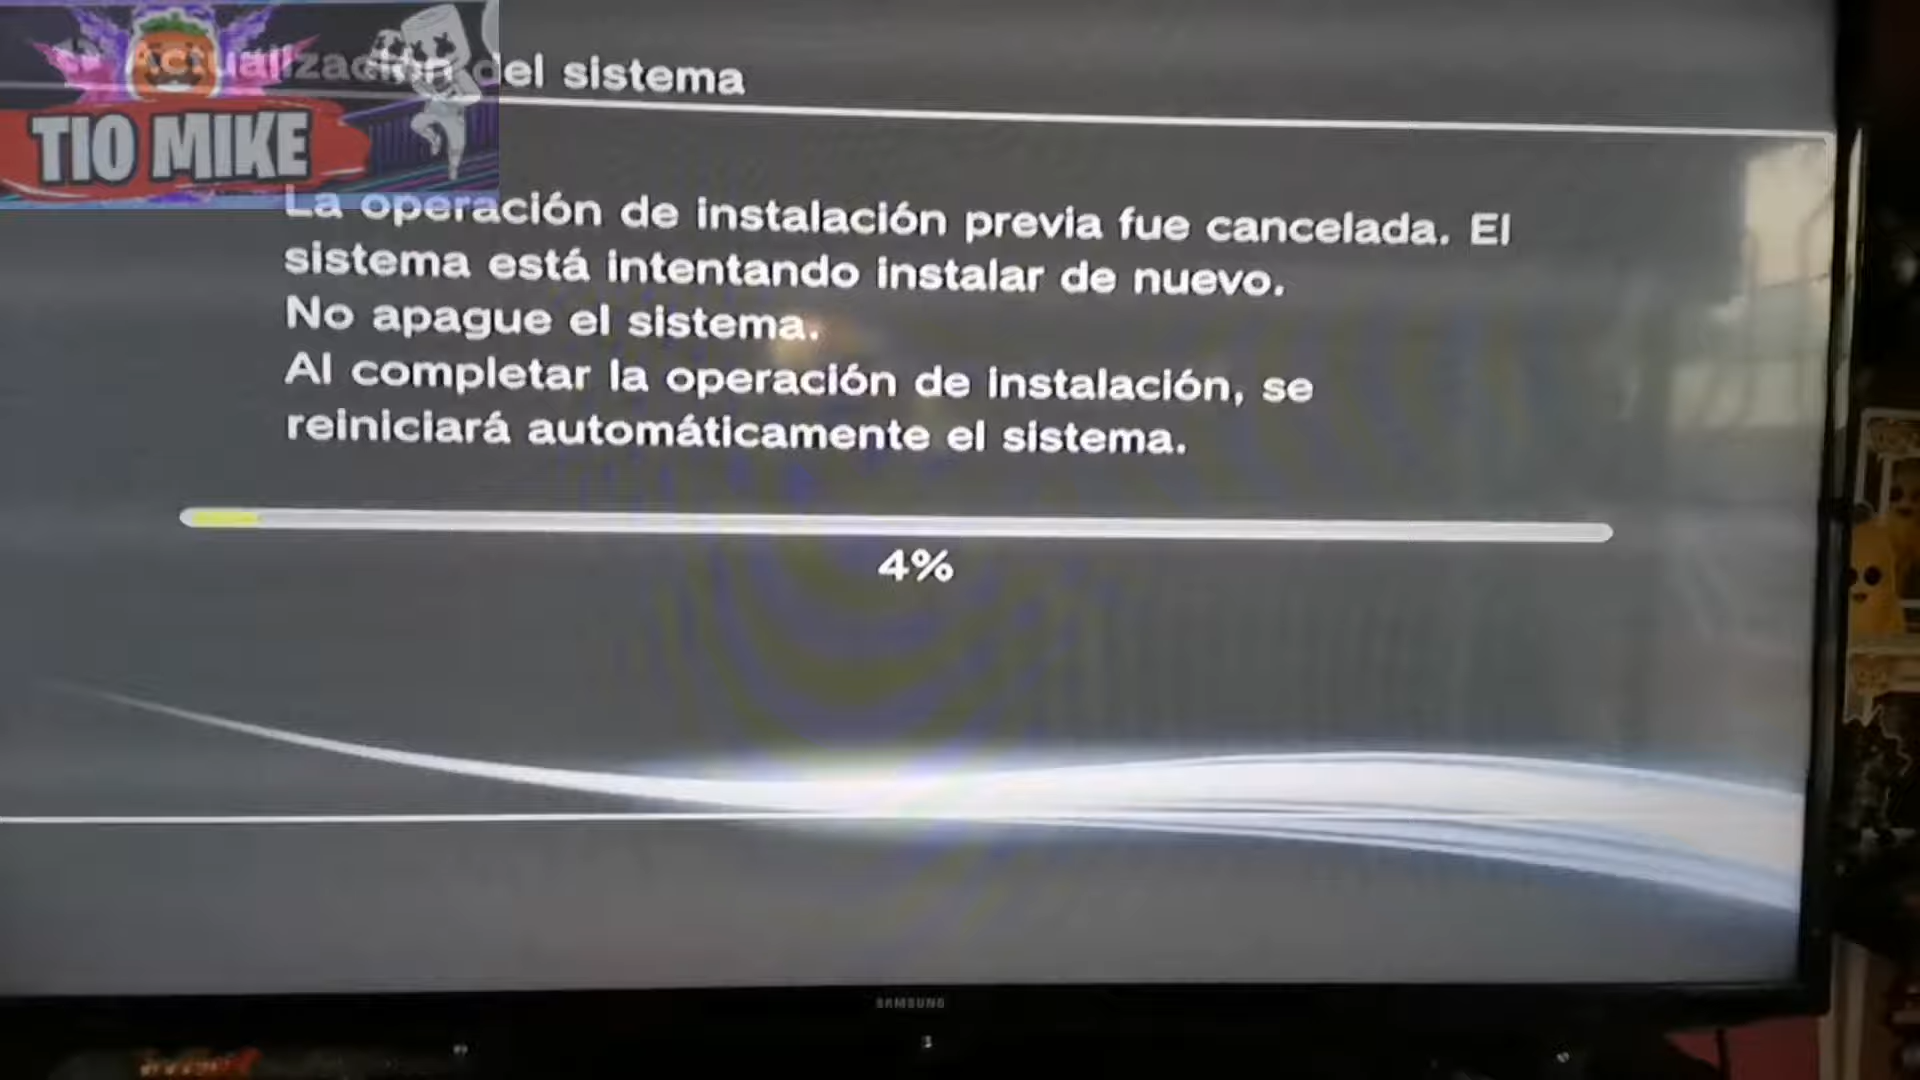 Actualización del sistema
TIO MIKE
La operación de instalación previa fue cancelada. El
sistema está intentando instalar de nuevo.
No apague el sistema.
Al completar la operación de instalación, se
reiniciará automáticamente el sistema.
4%
SAMSUNG